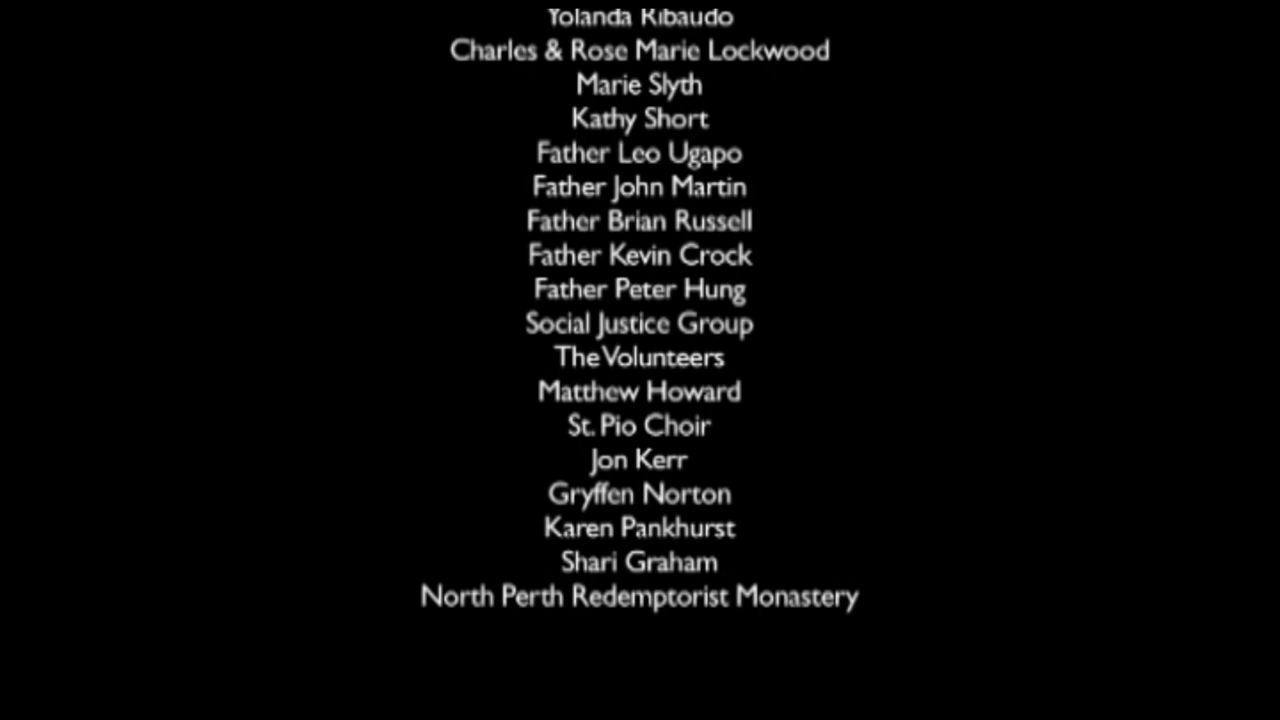 Yolanda Ribaudo
Charles & Rose Marie Lockwood
Marie Slyth
Kathy Short
Father Leo Ugapo
Father John Martin
Father Brian Russell
Father Kevin Crock
Father Peter Hung
Social Justice Group
The Volunteers
Matthew Howard
St. Pio Choir
Jon Kerr
Gryffen Norton
Karen Pankhurst
Shari Graham
North Perth Redemptorist Monastery